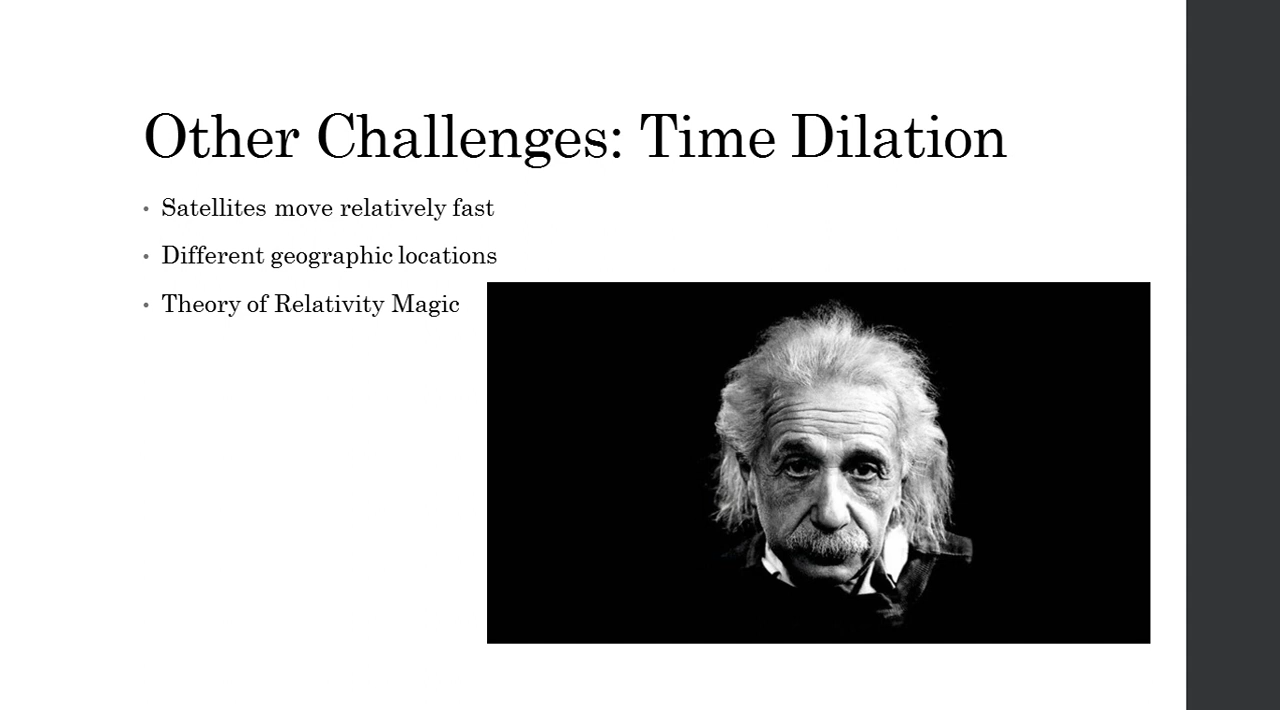 Other Challenges: Time Dilation
• Satellites move relatively fast
• Different geographic locations
• Theory of Relativity Magic